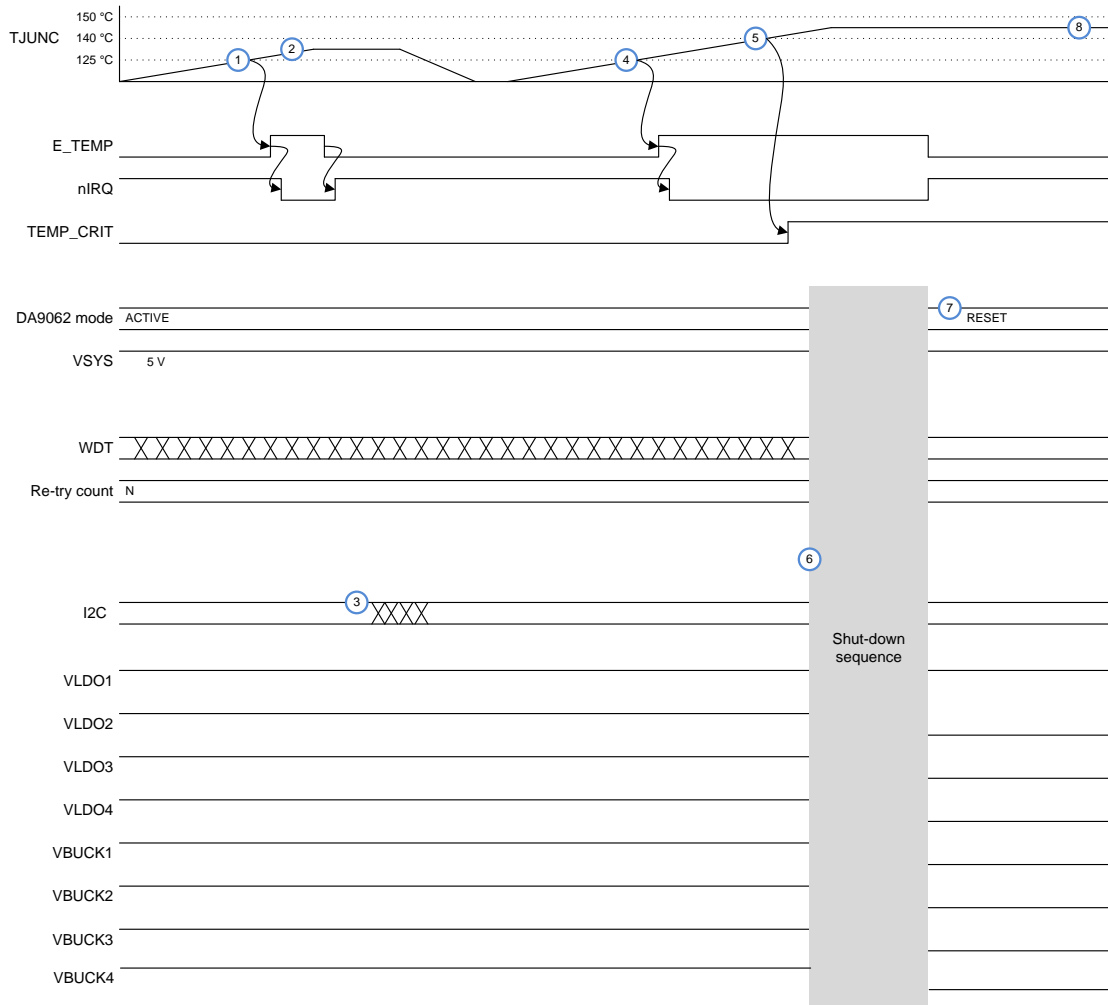 150 °C
TJUNC 140 °C
125 °C
1
2
4
5
8
E_TEMP
nIRQ
TEMP_CRIT
DA9062 mode ACTIVE
7
RESET
VSYS 5 V
WDT
Re-try count N
6
3
I2C
Shut-down
sequence
VLDO1
VLDO2
VLDO3
VLDO4
VBUCK1
VBUCK2
VBUCK3
VBUCK4